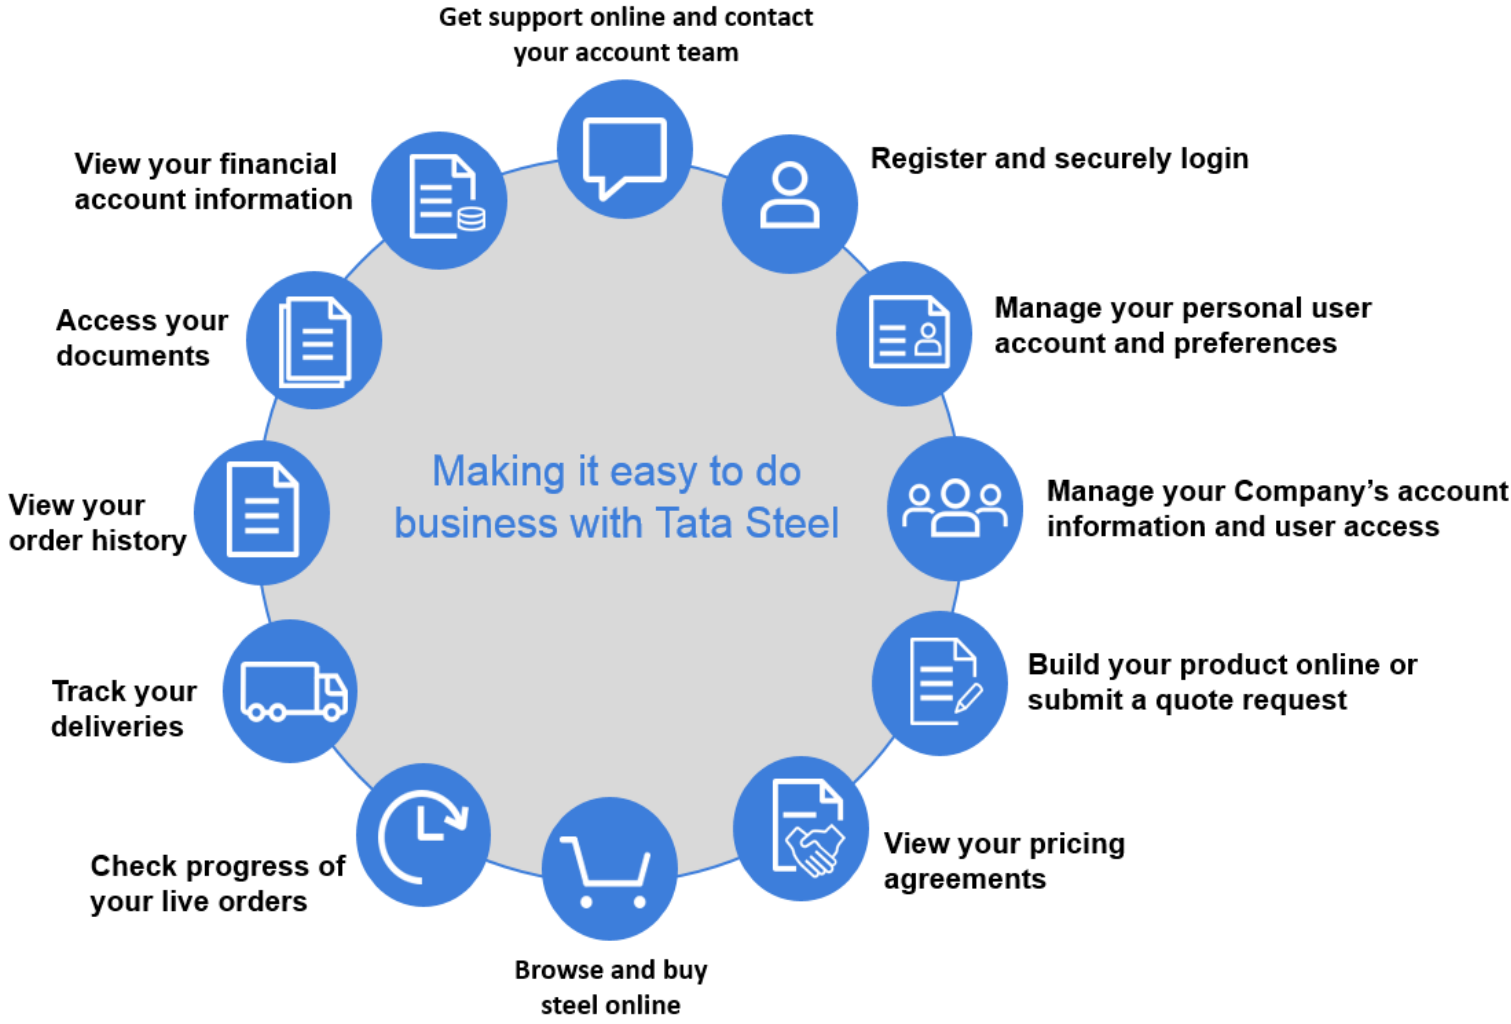 Get support online and contact
your account team
Register and securely login
Manage your personal user
account and preferences
Manage your Company’s account
information and user access
Build your product online or
submit a quote request
View your pricing
agreements
Browse and buy
steel online
Check progress of
your live orders
Track your
deliveries
View your
order history
Access your
documents
View your financial
account information
Making it easy to do
business with Tata Steel